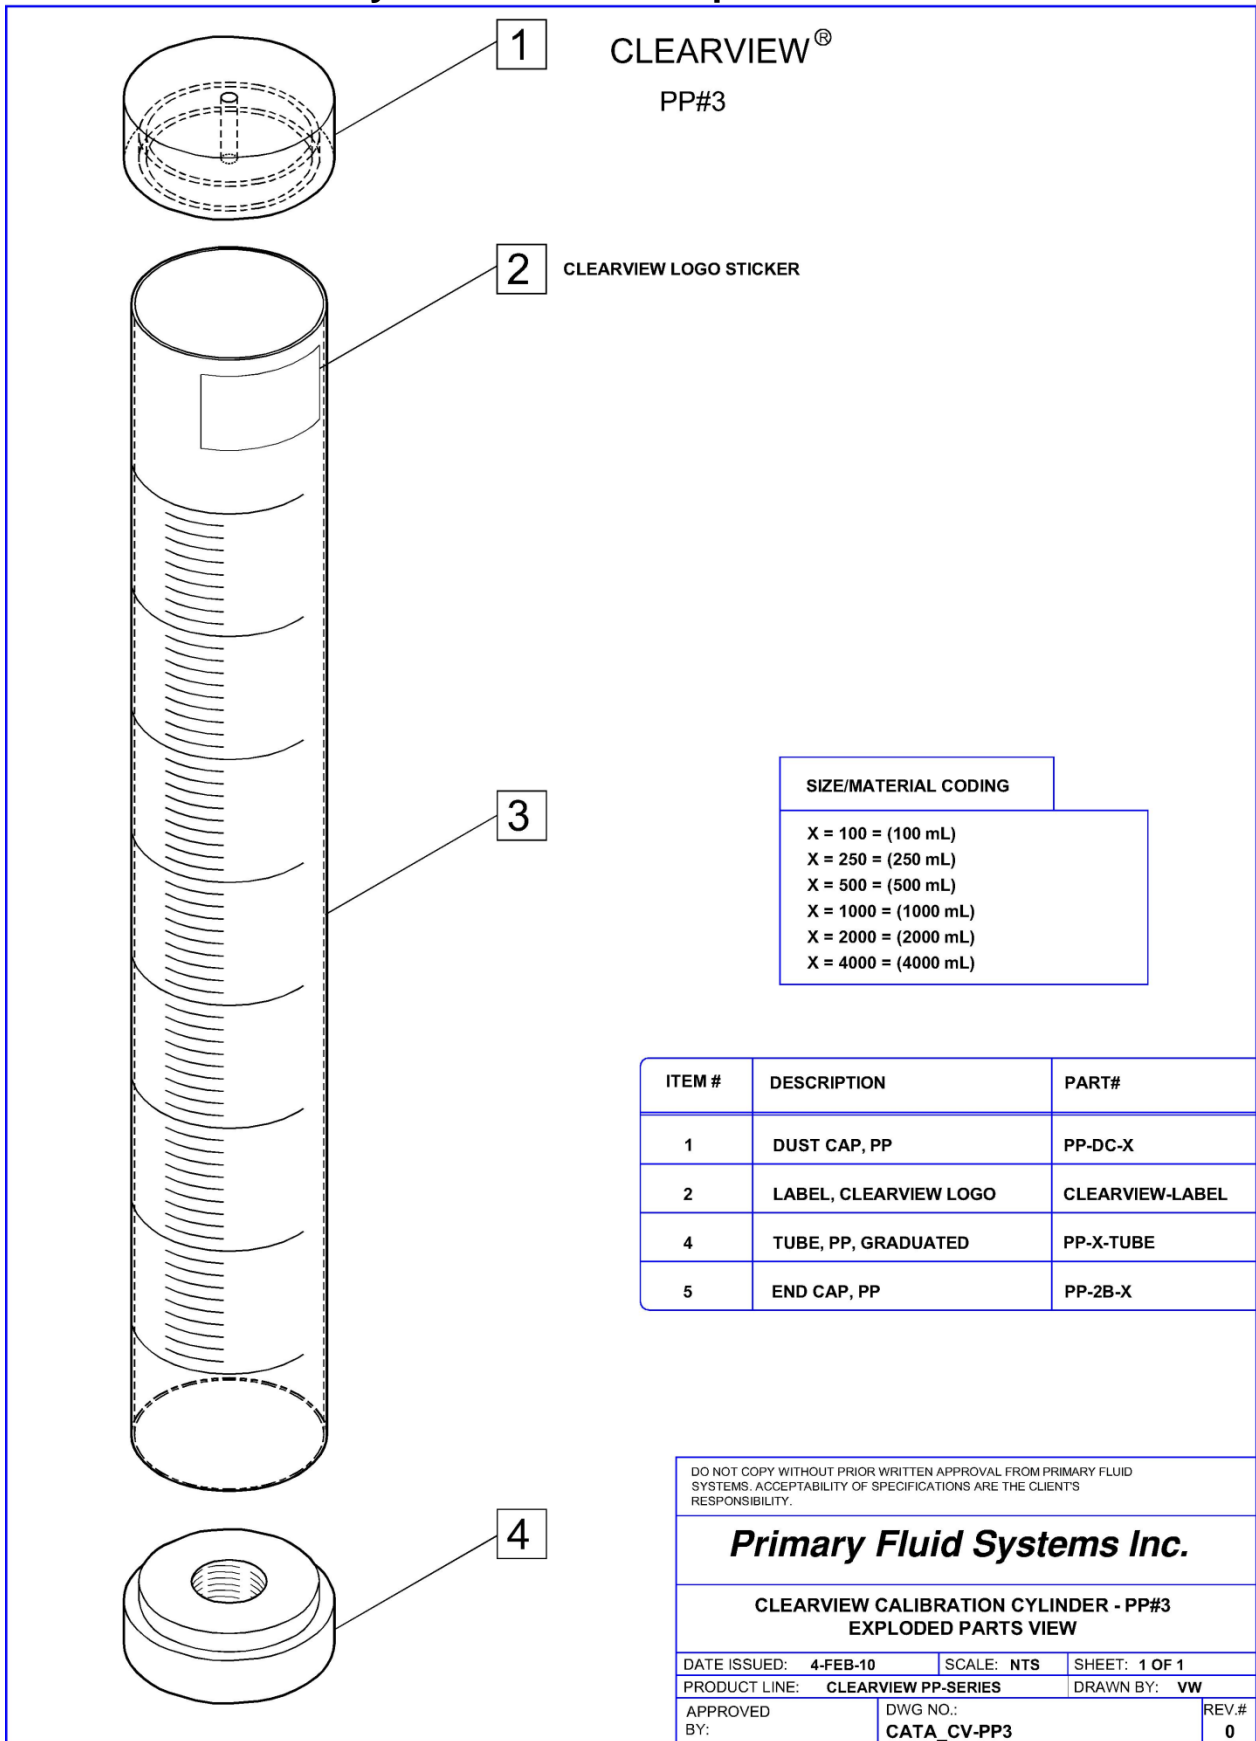 1
CLEARVIEW®
PP#3
2
CLEARVIEW LOGO STICKER
3
SIZE/MATERIAL CODING
X = 100 = (100 mL)
X = 250 = (250 mL)
X = 500 = (500 mL)
X = 1000 = (1000 mL)
X = 2000 = (2000 mL)
X = 4000 = (4000 mL)
ITEM # DESCRIPTION PART#
1 DUST CAP, PP PP-DC-X
2 LABEL, CLEARVIEW LOGO CLEARVIEW-LABEL
4 TUBE, PP, GRADUATED PP-X-TUBE
5 END CAP, PP PP-2B-X
4
DO NOT COPY WITHOUT PRIOR WRITTEN APPROVAL FROM PRIMARY FLUID
SYSTEMS. ACCEPTABILITY OF SPECIFICATIONS ARE THE CLIENT'S
RESPONSIBILITY.
Primary Fluid Systems Inc.
CLEARVIEW CALIBRATION CYLINDER - PP#3
EXPLODED PARTS VIEW
DATE ISSUED: 4-FEB-10 SCALE: NTS SHEET: 1 OF 1
PRODUCT LINE: CLEARVIEW PP-SERIES DRAWN BY: VW
APPROVED
BY:
DWG NO.:
CATA_CV-PP3
REV.#
0